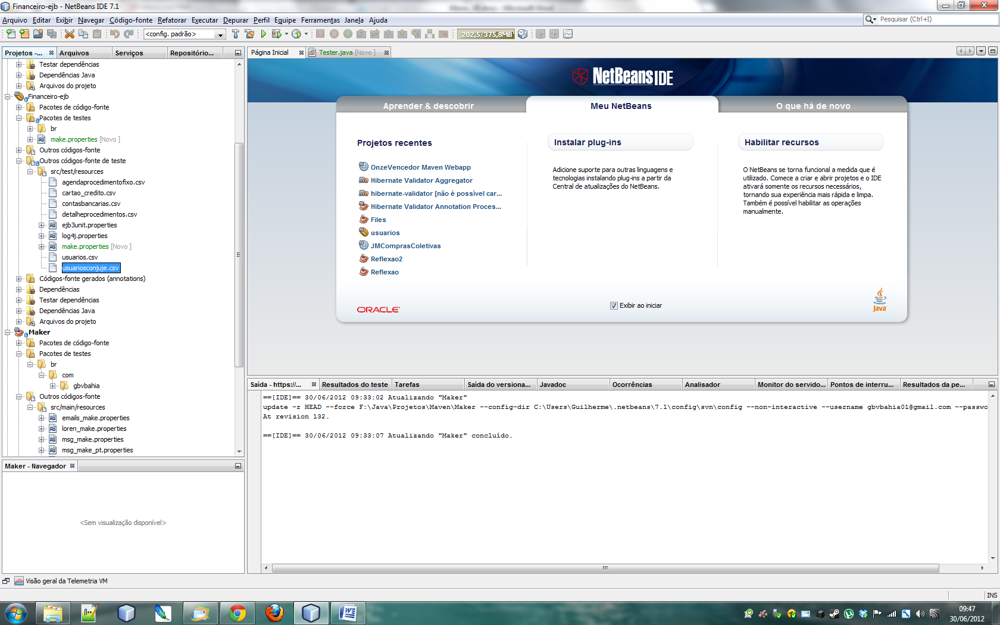 Financeiro-ejb - NetBeans IDE 7.1
Arquivo Editar Exibir Navegar Código-fonte Refatorar Executar Depurar Perfil Equipe Ferramentas Janela Ajuda
Pesquisar (Ctrl+I)
<config. padrão>
202,5/375,8MB
Projetos -... Arquivos Serviços Repositório...
Testar dependências
Dependências Java
Arquivos do projeto
Financeiro-ejb
Pacotes de código-fonte
Pacotes de testes
br
make.properties [Novo ]
Outros códigos-fonte
Outros códigos-fonte de teste
src/test/resources
agendaprocedimentofixo.csv
cartao_credito.csv
contasbancarias.csv
detalheprocedimentos.csv
ejb3unit.properties
log4j.properties
make.properties [Novo ]
usuarios.csv
usuariosconjuje.csv
Códigos-fonte gerados (annotations)
Dependências
Testar dependências
Dependências Java
Arquivos do projeto
Maker
Pacotes de código-fonte
Pacotes de testes
br
com
gbvbahia
Outros códigos-fonte
src/main/resources
emails_make.properties
loren_make.properties
msg_make.properties
msg_make_pt.properties
Maker - Navegador
<Sem visualização disponível>
Página Inicial
Tester.java [Novo ]
NetBeans IDE
Aprender & descobrir
Meu NetBeans
O que há de novo
Projetos recentes
OnzeVencedor Maven Webapp
Hibernate Validator Aggregator
hibernate-validator [não é possível car...
Hibernate Validator Annotation Proces...
Files
usuarios
JMComprasColetivas
Reflexao2
Reflexao
ORACLE
Instalar plug-ins
Adicione suporte para outras linguagens e
tecnologias instalando plug-ins a partir da
Central de atualizações do NetBeans.
Exibir ao iniciar
Habilitar recursos
O NetBeans se torna funcional a medida que é
utilizado. Comece a criar e abrir projetos e o IDE
ativará somente os recursos necessários,
tornando sua experiência mais rápida e limpa.
Também é possível habilitar as operações
manualmente.
Java
Saída - https://... Resultados do teste Tarefas Saída do versiona... Javadoc Ocorrências Analisador Monitor do servido... Pontos de interru... Resultados da pe...
==[IDE]== 30/06/2012 09:33:02 Atualizando "Maker"
update -r HEAD --force F:\Java\Projetos\Maven\Maker --config-dir C:\Users\Guilherme\.netbeans\7.1\config\svn\config --non-interactive --username gbvbahia01@gmail.com --passwo
At revision 132.
==[IDE]== 30/06/2012 09:33:07 Atualizando "Maker" concluído.
Visão geral da Telemetria VM
INS
09:47
30/06/2012